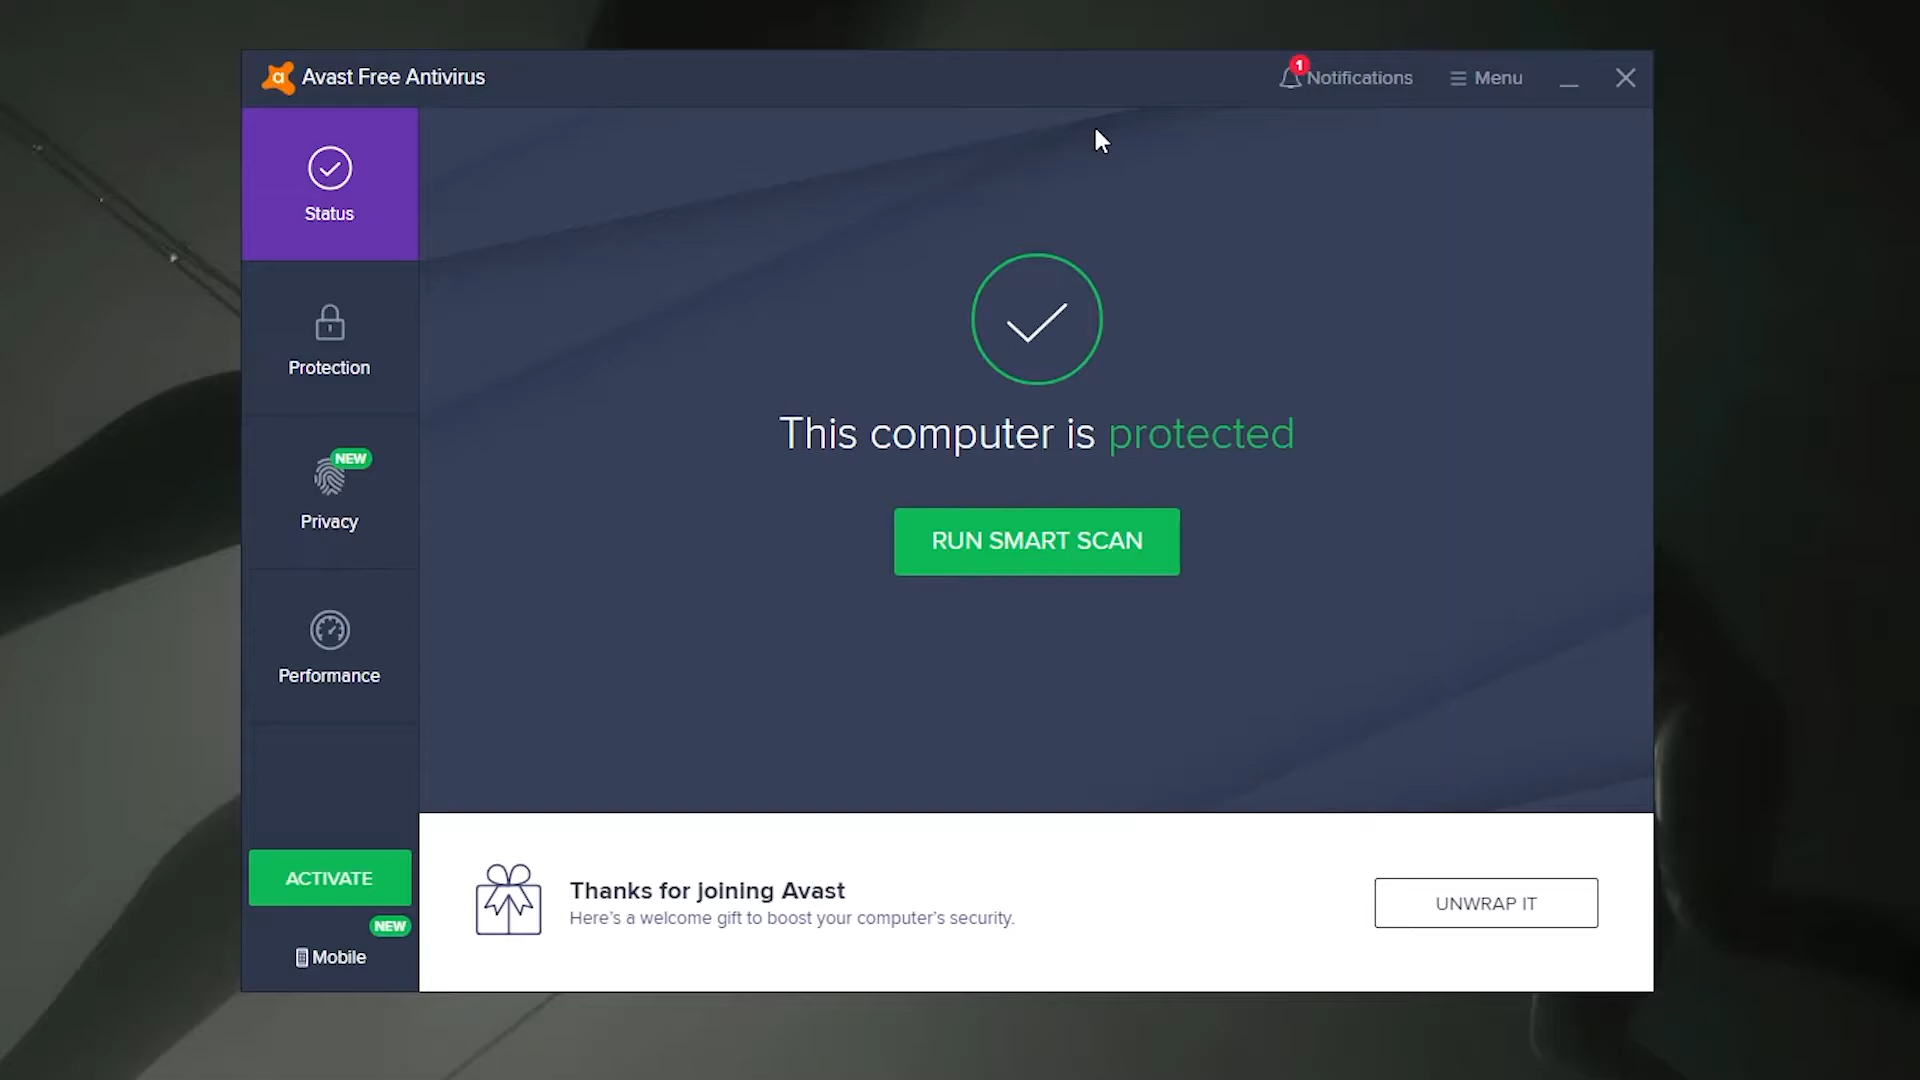 Avast Free Antivirus
1
Notifications
Menu
Status
Protection
NEW
Privacy
Performance
This computer is protected
RUN SMART SCAN
ACTIVATE
NEW
Mobile
Thanks for joining Avast
Here's a welcome gift to boost your computer's security.
UNWRAP IT